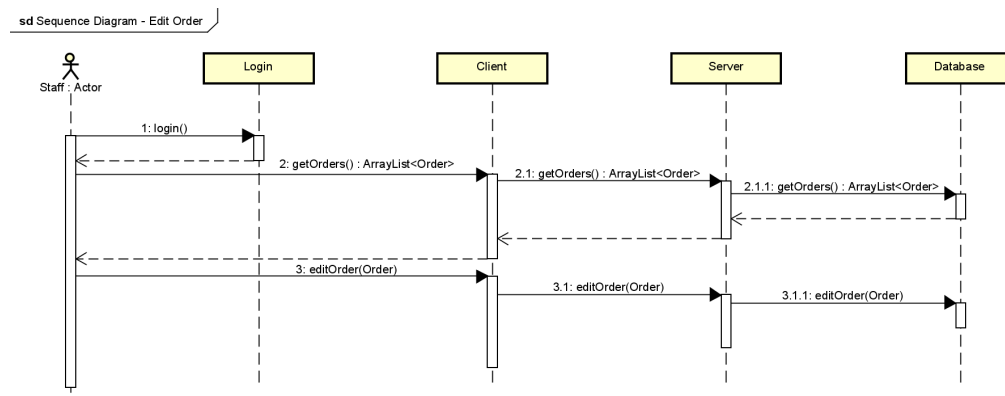 sd Sequence Diagram - Edit Order
Staff : Actor
Login
Client
Server
Database
1: login()
2: getOrders() : ArrayList<Order>
2.1: getOrders() : ArrayList<Order>
2.1.1: getOrders() : ArrayList<Order>
3: editOrder(Order)
3.1: editOrder(Order)
3.1.1: editOrder(Order)